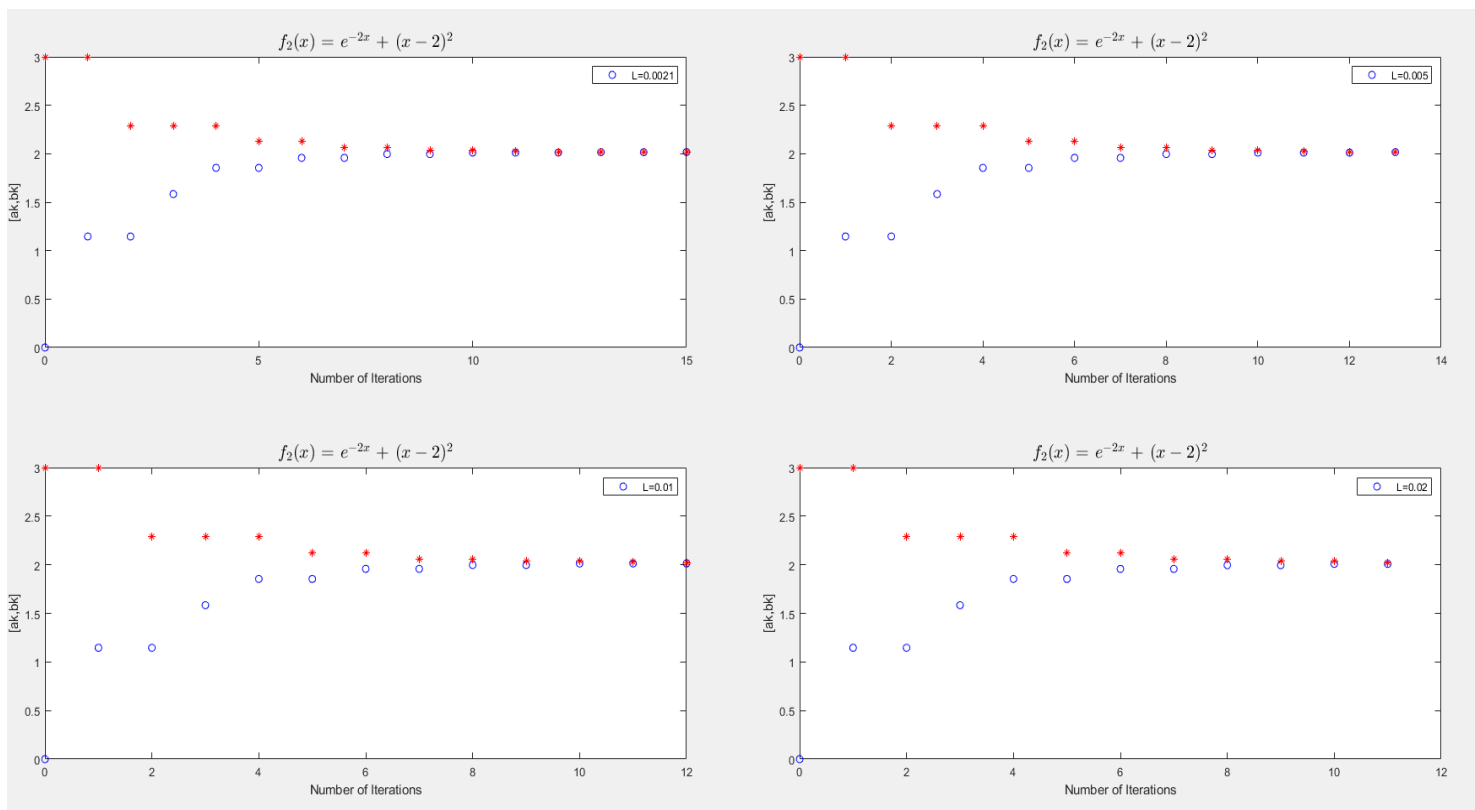 f₂(x) = e⁻²ˣ + (x − 2)²
L=0.0021
3
2.5
2
1.5
1
0.5
0
[ak,bk]
0 5 10 15
Number of Iterations
f₂(x) = e⁻²ˣ + (x − 2)²
L=0.005
3
2.5
2
1.5
1
0.5
0
[ak,bk]
0 2 4 6 8 10 12 14
Number of Iterations
f₂(x) = e⁻²ˣ + (x − 2)²
L=0.01
3
2.5
2
1.5
1
0.5
0
[ak,bk]
0 2 4 6 8 10 12
Number of Iterations
f₂(x) = e⁻²ˣ + (x − 2)²
L=0.02
3
2.5
2
1.5
1
0.5
0
[ak,bk]
0 2 4 6 8 10 12
Number of Iterations